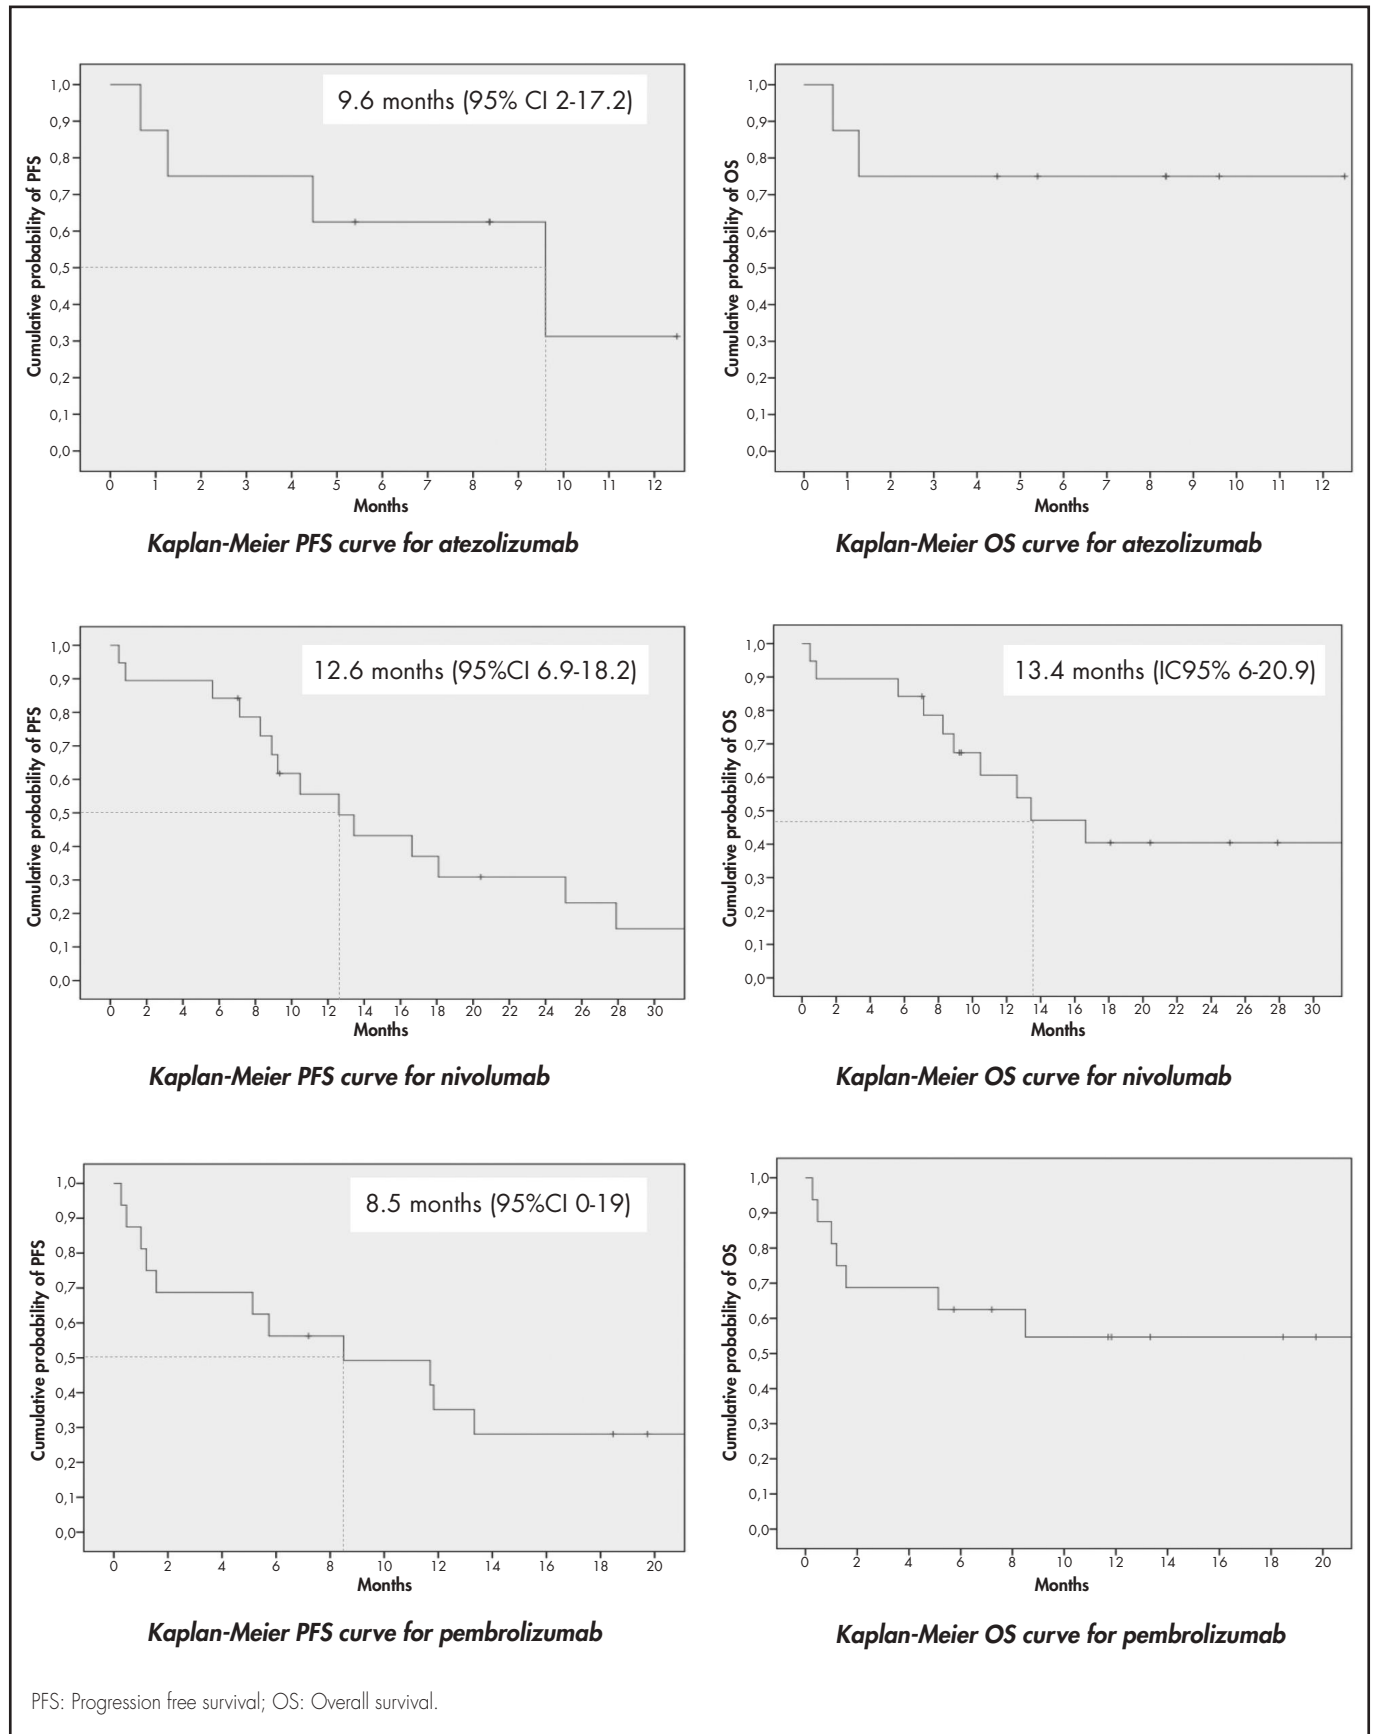 9.6 months (95% CI 2-17.2)
Cumulative probability of PFS
1,0
0,9
0,8
0,7
0,6
0,5
0,4
0,3
0,2
0,1
0,0
0 1 2 3 4 5 6 7 8 9 10 11 12
Months
Kaplan-Meier PFS curve for atezolizumab
Cumulative probability of OS
1,0
0,9
0,8
0,7
0,6
0,5
0,4
0,3
0,2
0,1
0,0
0 1 2 3 4 5 6 7 8 9 10 11 12
Months
Kaplan-Meier OS curve for atezolizumab
12.6 months (95%CI 6.9-18.2)
Cumulative probability of PFS
1,0
0,9
0,8
0,7
0,6
0,5
0,4
0,3
0,2
0,1
0,0
0 2 4 6 8 10 12 14 16 18 20 22 24 26 28 30
Months
Kaplan-Meier PFS curve for nivolumab
13.4 months (IC95% 6-20.9)
Cumulative probability of OS
1,0
0,9
0,8
0,7
0,6
0,5
0,4
0,3
0,2
0,1
0,0
0 2 4 6 8 10 12 14 16 18 20 22 24 26 28 30
Months
Kaplan-Meier OS curve for nivolumab
8.5 months (95%CI 0-19)
Cumulative probability of PFS
1,0
0,9
0,8
0,7
0,6
0,5
0,4
0,3
0,2
0,1
0,0
0 2 4 6 8 10 12 14 16 18 20
Months
Kaplan-Meier PFS curve for pembrolizumab
Cumulative probability of OS
1,0
0,9
0,8
0,7
0,6
0,5
0,4
0,3
0,2
0,1
0,0
0 2 4 6 8 10 12 14 16 18 20
Months
Kaplan-Meier OS curve for pembrolizumab
PFS: Progression free survival; OS: Overall survival.